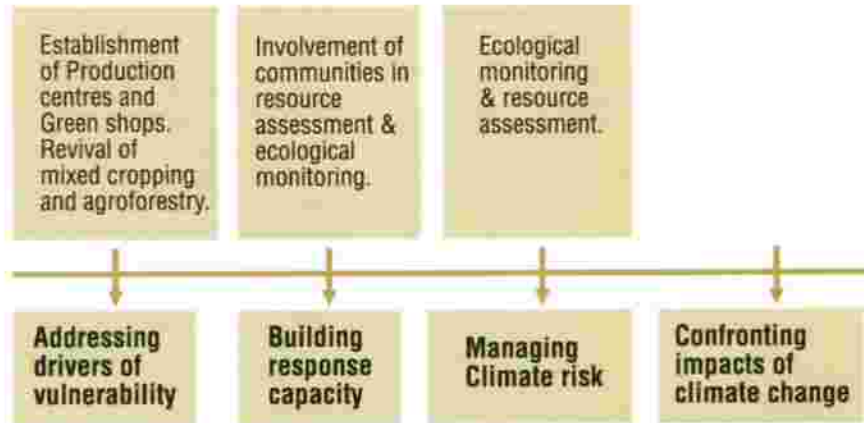 Establishment
of Production
centres and
Green shops.
Revival of
mixed cropping
and agroforestry.
Involvement of
communities in
resource
assessment &
ecological
monitoring.
Ecological
monitoring
& resource
assessment.
Addressing
drivers of
vulnerability
Building
response
capacity
Managing
Climate risk
Confronting
impacts of
climate change